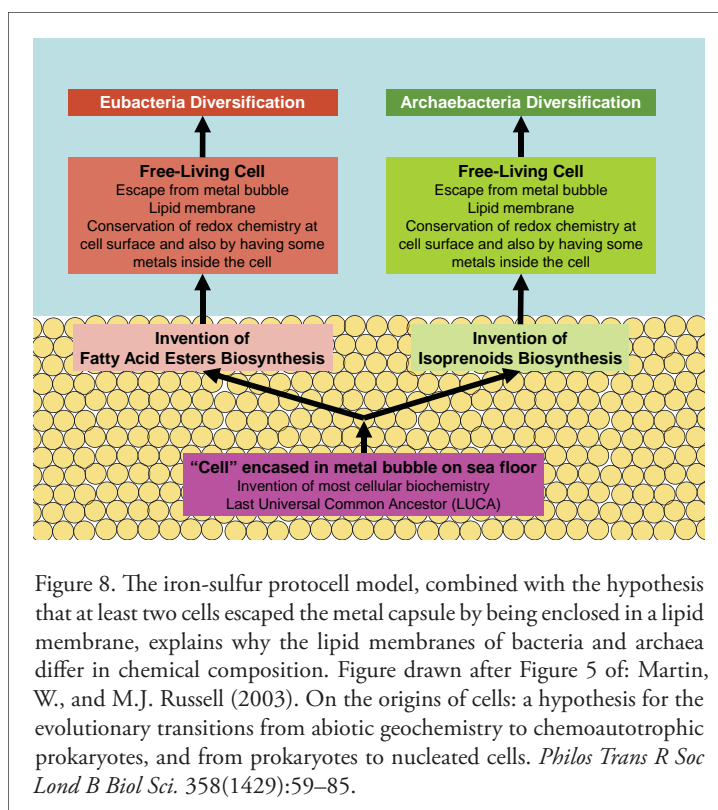 Eubacteria Diversification
Archaebacteria Diversification
Free-Living Cell
Escape from metal bubble
Lipid membrane
Conservation of redox chemistry at
cell surface and also by having some
metals inside the cell
Free-Living Cell
Escape from metal bubble
Lipid membrane
Conservation of redox chemistry at
cell surface and also by having some
metals inside the cell
Invention of
Fatty Acid Esters Biosynthesis
Invention of
Isoprenoids Biosynthesis
“Cell” encased in metal bubble on sea floor
Invention of most cellular biochemistry
Last Universal Common Ancestor (LUCA)
Figure 8. The iron-sulfur protocell model, combined with the hypothesis
that at least two cells escaped the metal capsule by being enclosed in a lipid
membrane, explains why the lipid membranes of bacteria and archaea
differ in chemical composition. Figure drawn after Figure 5 of: Martin,
W., and M.J. Russell (2003). On the origins of cells: a hypothesis for the
evolutionary transitions from abiotic geochemistry to chemoautotrophic
prokaryotes, and from prokaryotes to nucleated cells. Philos Trans R Soc
Lond B Biol Sci. 358(1429):59–85.